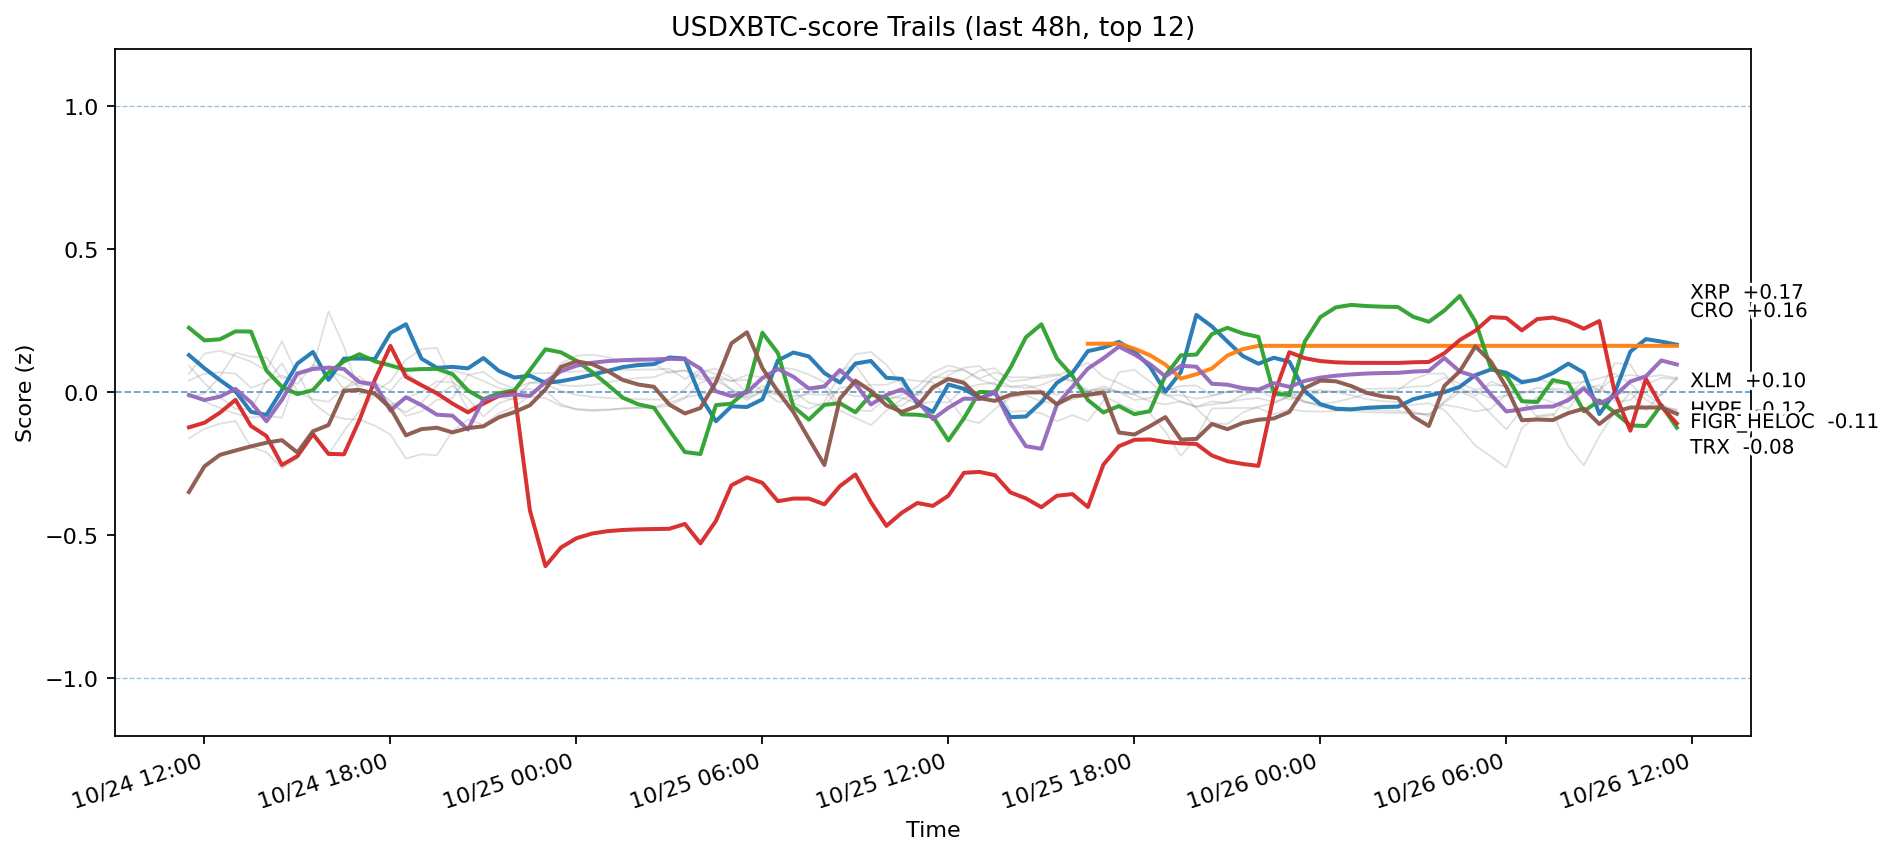 USDXBTC-score Trails (last 48h, top 12)
Score (z)
1.0
0.5
0.0
−0.5
−1.0
XRP +0.17
CRO +0.16
XLM +0.10
HYPE -0.12
FIGR_HELOC -0.11
TRX -0.08
10/24 12:00
10/24 18:00
10/25 00:00
10/25 06:00
10/25 12:00
10/25 18:00
10/26 00:00
10/26 06:00
10/26 12:00
Time